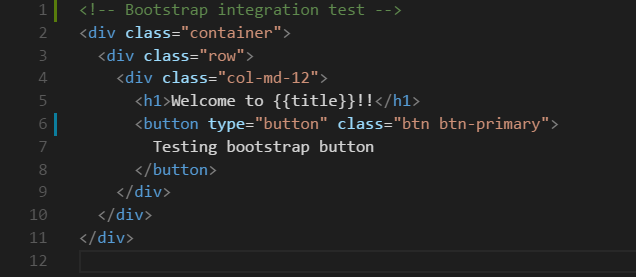 1 <!-- Bootstrap integration test -->
2 <div class="container">
3   <div class="row">
4     <div class="col-md-12">
5       <h1>Welcome to {{title}}!!</h1>
6       <button type="button" class="btn btn-primary">
7         Testing bootstrap button
8       </button>
9     </div>
10   </div>
11 </div>
12